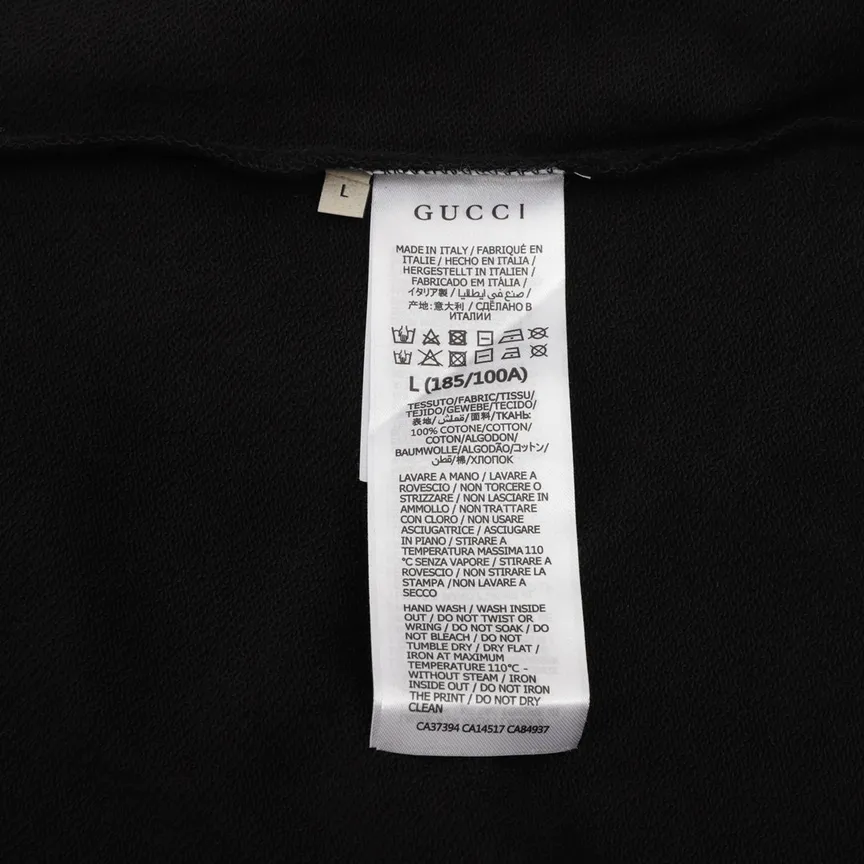 L
GUCCI
MADE IN ITALY / FABRIQUÉ EN
ITALIE / HECHO EN ITALIA /
HERGESTELLT IN ITALIEN /
FABRICADO EM ITÁLIA /
イタリア製 / صنع في ايطاليا /
产地:意大利 / СДЕЛАНО В
ИТАЛИИ
L (185/100A)
TESSUTO/FABRIC/TISSU/
TEJIDO/GEWEBE/TECIDO/
表地/قماش/面料/ТКАНЬ:
100% COTONE/COTTON/
COTON/ALGODON/
BAUMWOLLE/ALGODÃO/コットン/
قطن/棉/ХЛОПОК
LAVARE A MANO / LAVARE A
ROVESCIO / NON TORCERE O
STRIZZARE / NON LASCIARE IN
AMMOLLO / NON TRATTARE
CON CLORO / NON USARE
ASCIUGATRICE / ASCIUGARE
IN PIANO / STIRARE A
TEMPERATURA MASSIMA 110
°C SENZA VAPORE / STIRARE A
ROVESCIO / NON STIRARE LA
STAMPA /NON LAVARE A
SECCO
HAND WASH / WASH INSIDE
OUT / DO NOT TWIST OR
WRING / DO NOT SOAK / DO
NOT BLEACH / DO NOT
TUMBLE DRY / DRY FLAT /
IRON AT MAXIMUM
TEMPERATURE 110°C -
WITHOUT STEAM / IRON
INSIDE OUT / DO NOT IRON
THE PRINT / DO NOT DRY
CLEAN
CA37394 CA14517 CA84937